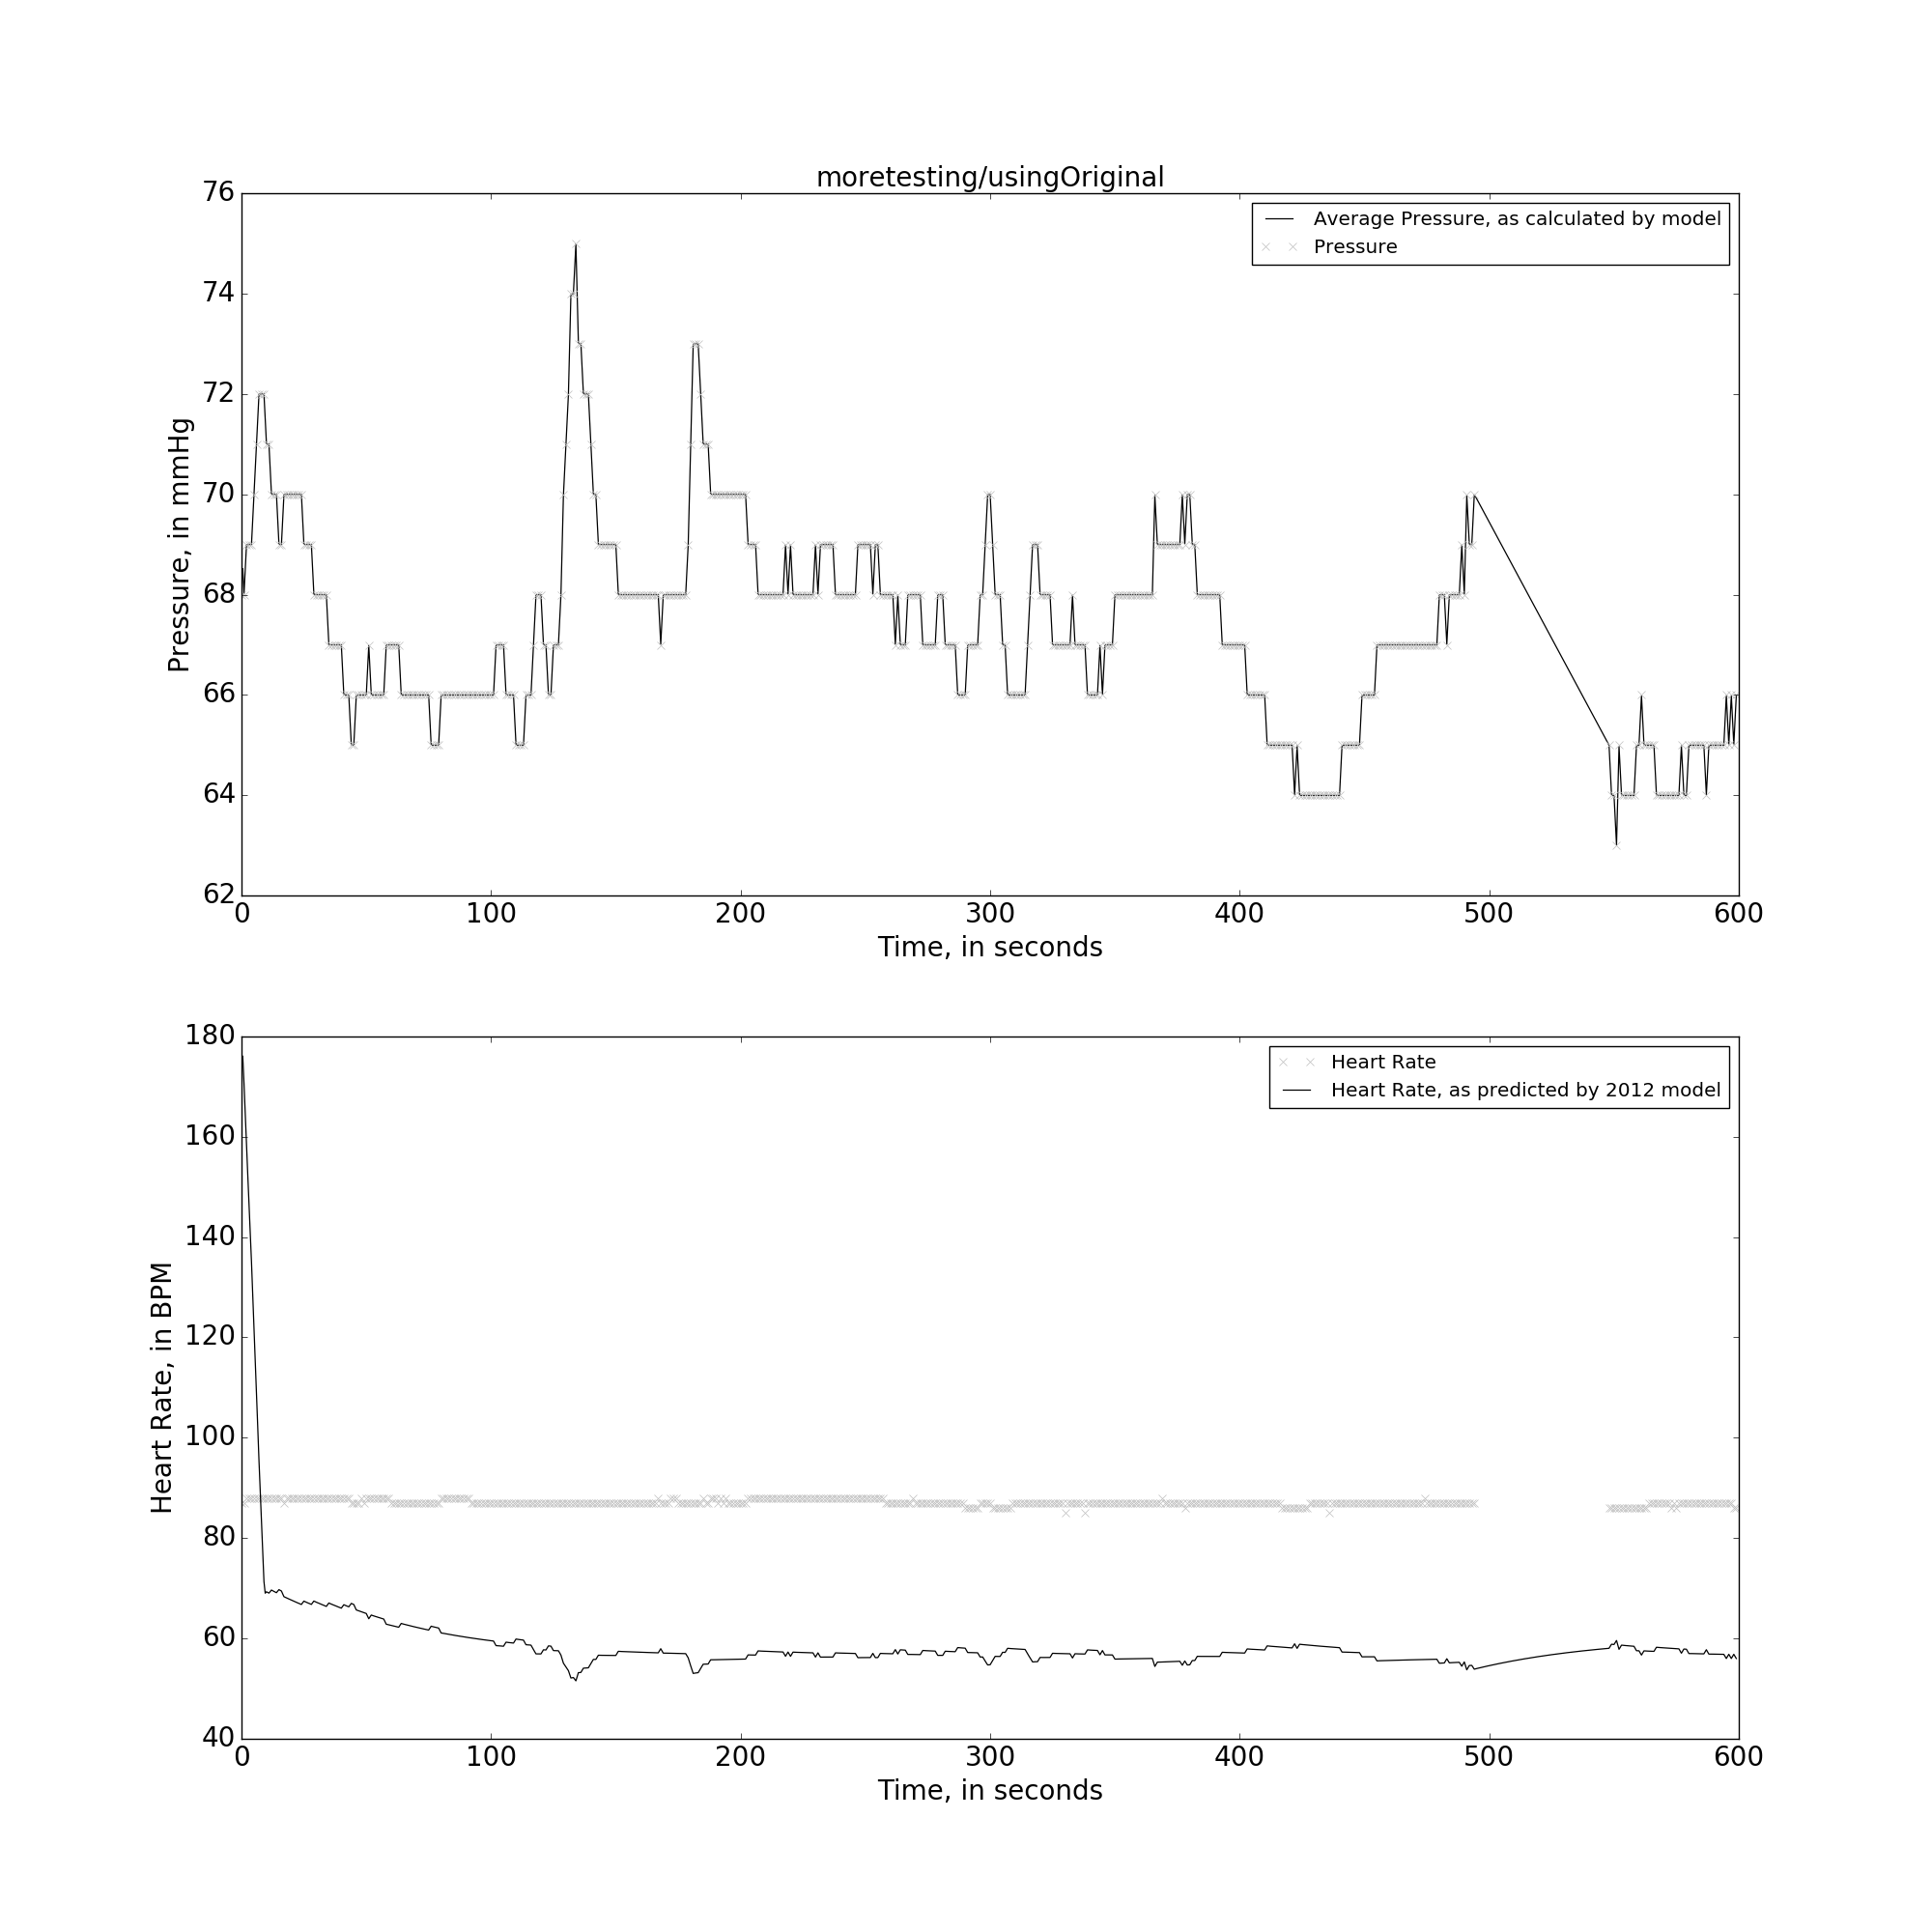 moretesting/usingOriginal
76
74
72
70
68
66
64
62
Pressure, in mmHg
Average Pressure, as calculated by model
Pressure
0 100 200 300 400 500 600
Time, in seconds
180
160
140
120
100
80
60
40
Heart Rate, in BPM
Heart Rate
Heart Rate, as predicted by 2012 model
0 100 200 300 400 500 600
Time, in seconds